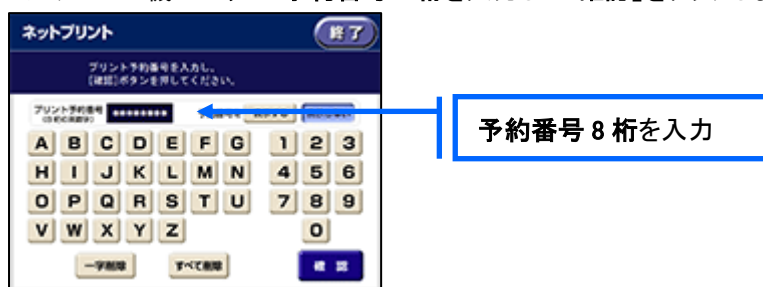 ネットプリント
終了
プリント予約番号を入力し、
[確認]ボタンを押してください。
プリント予約番号
********
予約番号8桁を入力
A B C D E F G 1 2 3
H I J K L M N 4 5 6
O P Q R S T U 7 8 9
V W X Y Z 0
一字削除 すべて削除 確認